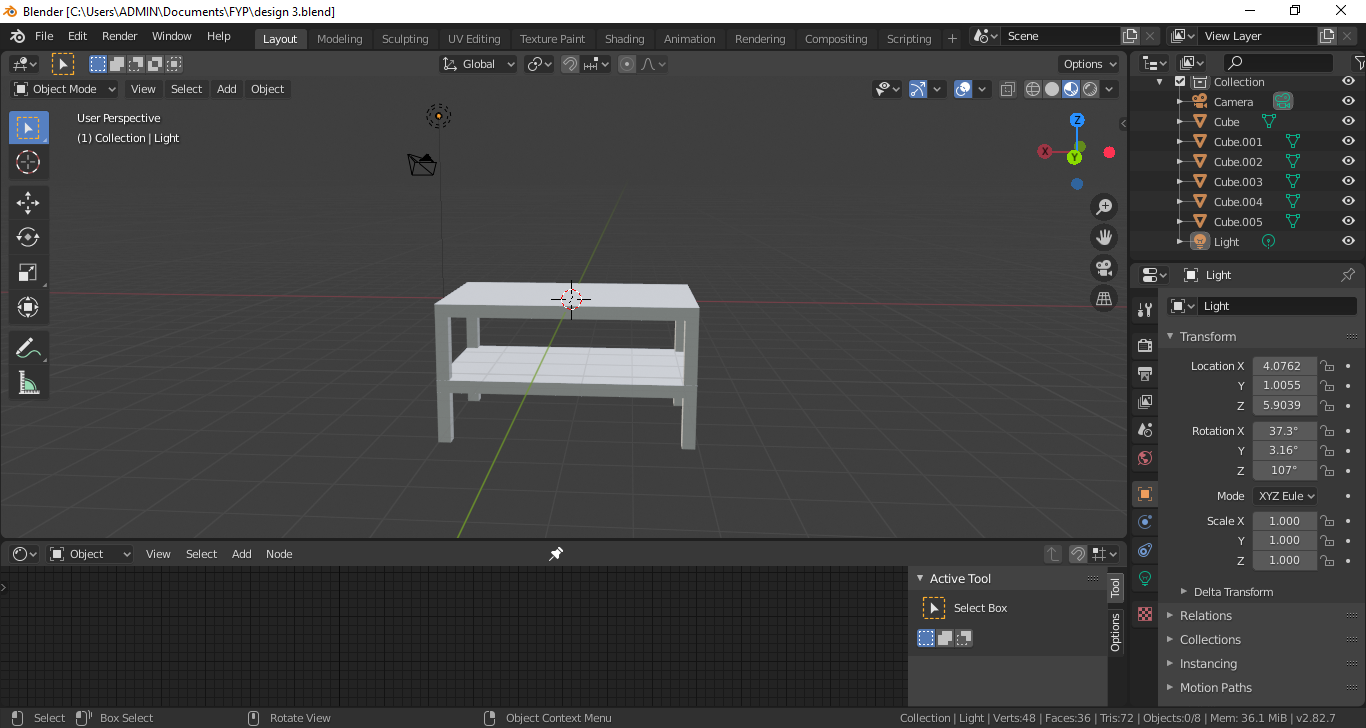 Blender [C:\Users\ADMIN\Documents\FYP\design 3.blend]
File Edit Render Window Help Layout Modeling Sculpting UV Editing Texture Paint Shading Animation Rendering Compositing Scripting + Scene View Layer
Global Options
Object Mode View Select Add Object
User Perspective
(1) Collection | Light
Z
X
Y
Collection
Camera
Cube
Cube.001
Cube.002
Cube.003
Cube.004
Cube.005
Light
Light
Light
Transform
Location X 4.0762
Y 1.0055
Z 5.9039
Rotation X 37.3°
Y 3.16°
Z 107°
Mode XYZ Eule
Scale X 1.000
Y 1.000
Z 1.000
Delta Transform
Relations
Collections
Instancing
Motion Paths
Object View Select Add Node
Active Tool
Select Box
Tool
Options
Select Box Select Rotate View Object Context Menu Collection | Light | Verts:48 | Faces:36 | Tris:72 | Objects:0/8 | Mem: 36.1 MiB | v2.82.7